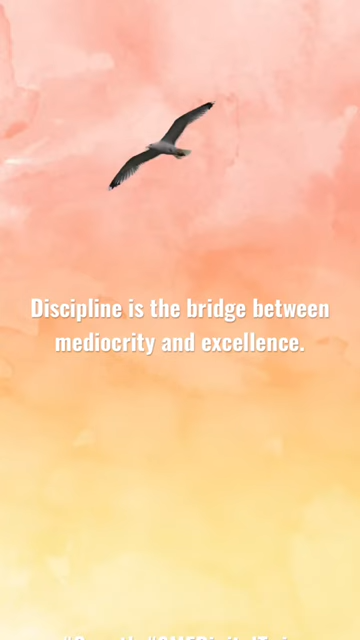 Discipline is the bridge between
mediocrity and excellence.